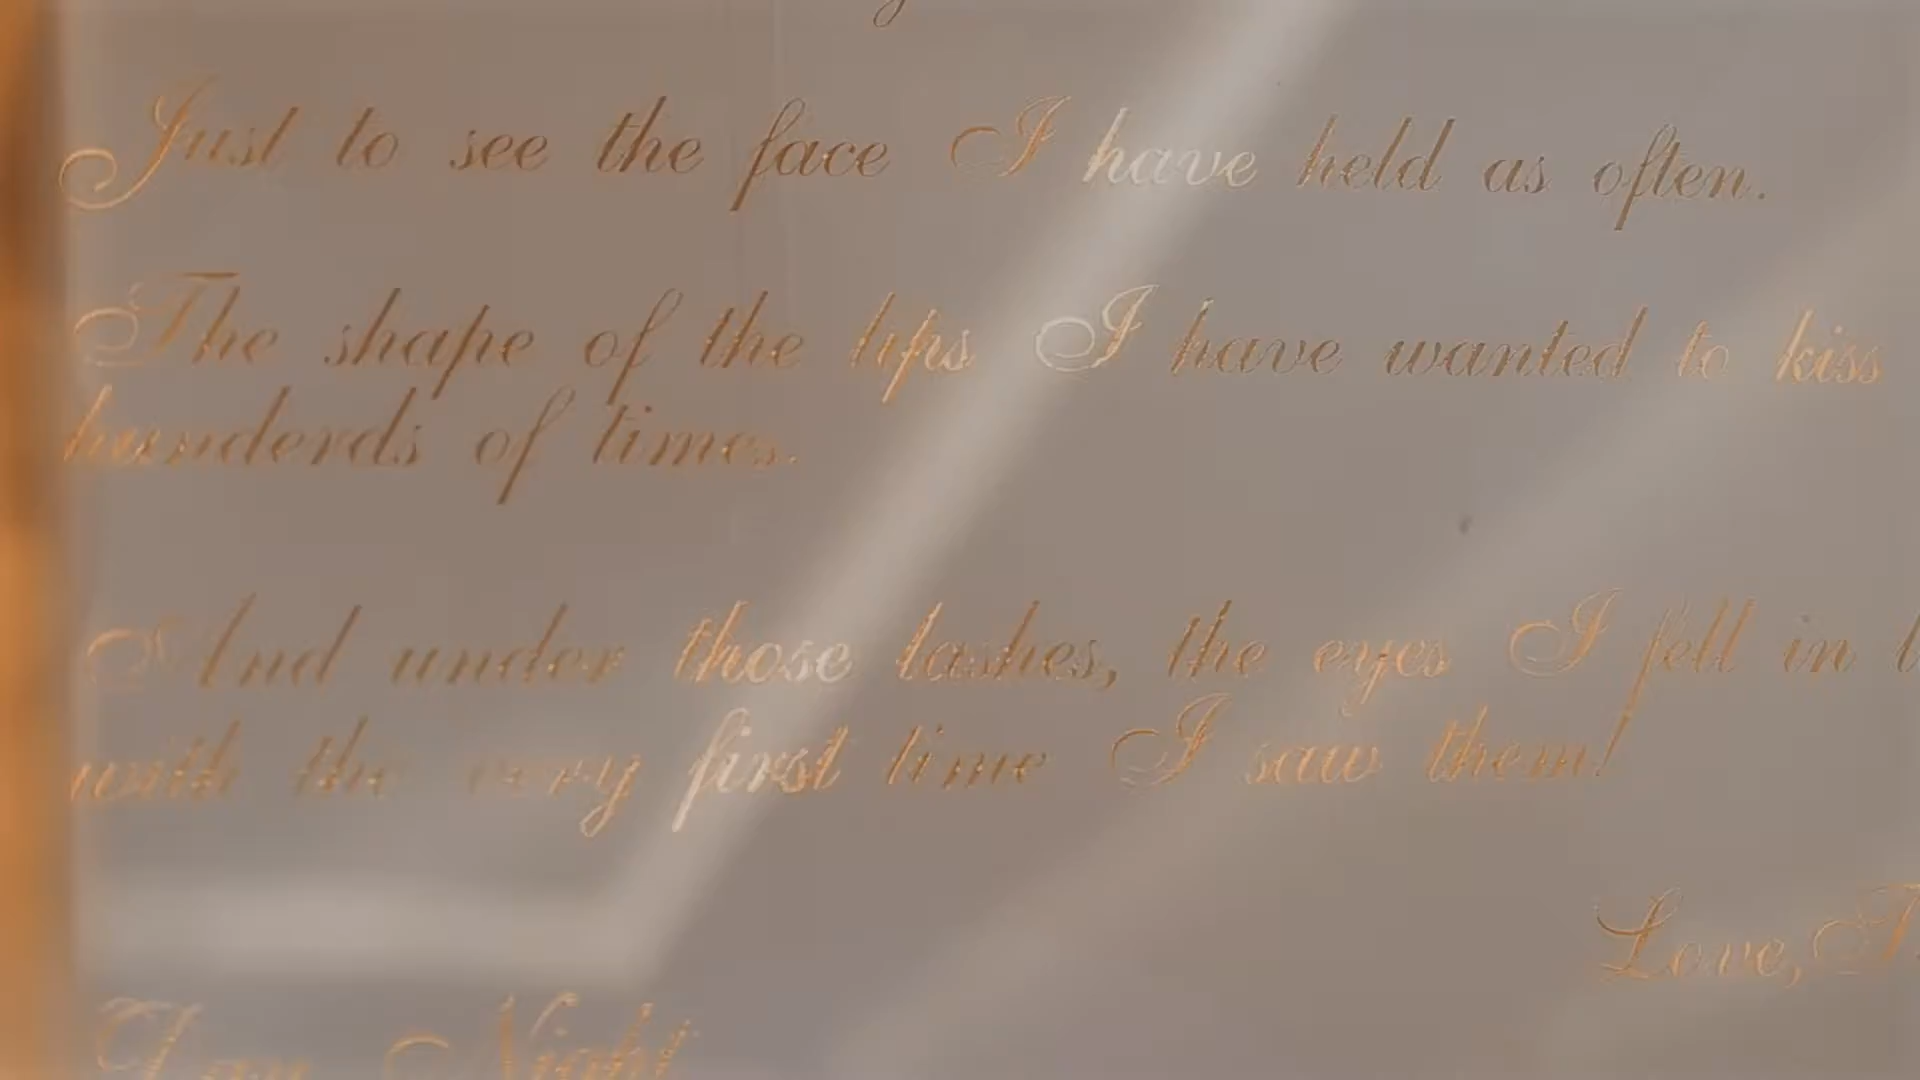 Just to see the face I have held as often.
The shape of the lips I have wanted to kiss
hunderds of times.
And under those lashes, the eyes I fell in
with the very first time I saw them!
Love,
Night